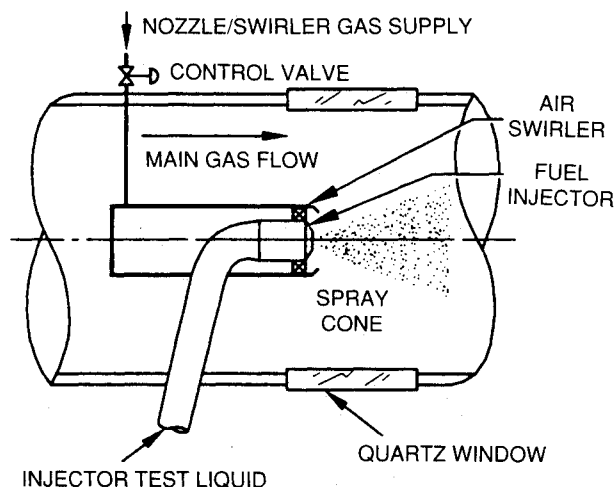 NOZZLE/SWIRLER GAS SUPPLY
CONTROL VALVE
AIR
SWIRLER
MAIN GAS FLOW
FUEL
INJECTOR
SPRAY
CONE
QUARTZ WINDOW
INJECTOR TEST LIQUID